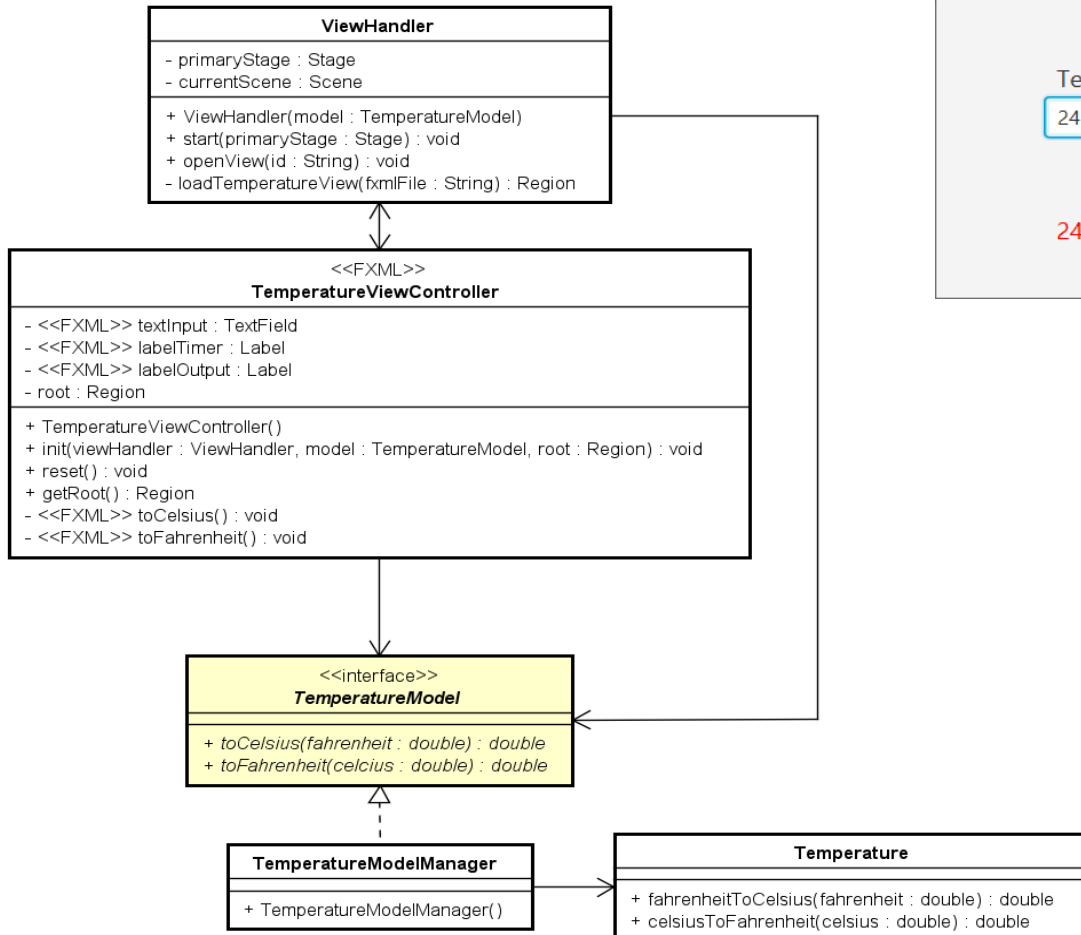 ViewHandler
- primaryStage : Stage
- currentScene : Scene
+ ViewHandler(model : TemperatureModel)
+ start(primaryStage : Stage) : void
+ openView(id : String) : void
- loadTemperatureView(fxmlFile : String) : Region
<<FXML>>
TemperatureViewController
- <<FXML>> textInput : TextField
- <<FXML>> labelTimer : Label
- <<FXML>> labelOutput : Label
- root : Region
+ TemperatureViewController()
+ init(viewHandler : ViewHandler, model : TemperatureModel, root : Region) : void
+ reset() : void
+ getRoot() : Region
- <<FXML>> toCelsius() : void
- <<FXML>> toFahrenheit() : void
<<interface>>
TemperatureModel
+ toCelsius(fahrenheit : double) : double
+ toFahrenheit(celcius : double) : double
TemperatureModelManager
+ TemperatureModelManager()
Temperature
+ fahrenheitToCelsius(fahrenheit : double) : double
+ celsiusToFahrenheit(celsius : double) : double
Te
24
24